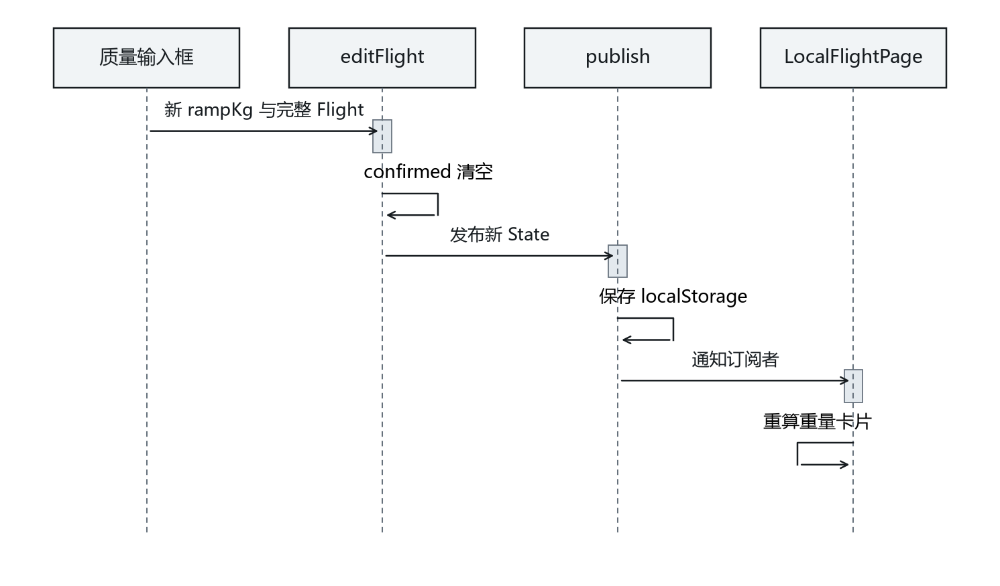 质量输入框
editFlight
publish
LocalFlightPage
新 rampKg 与完整 Flight
confirmed 清空
发布新 State
保存 localStorage
通知订阅者
重算重量卡片